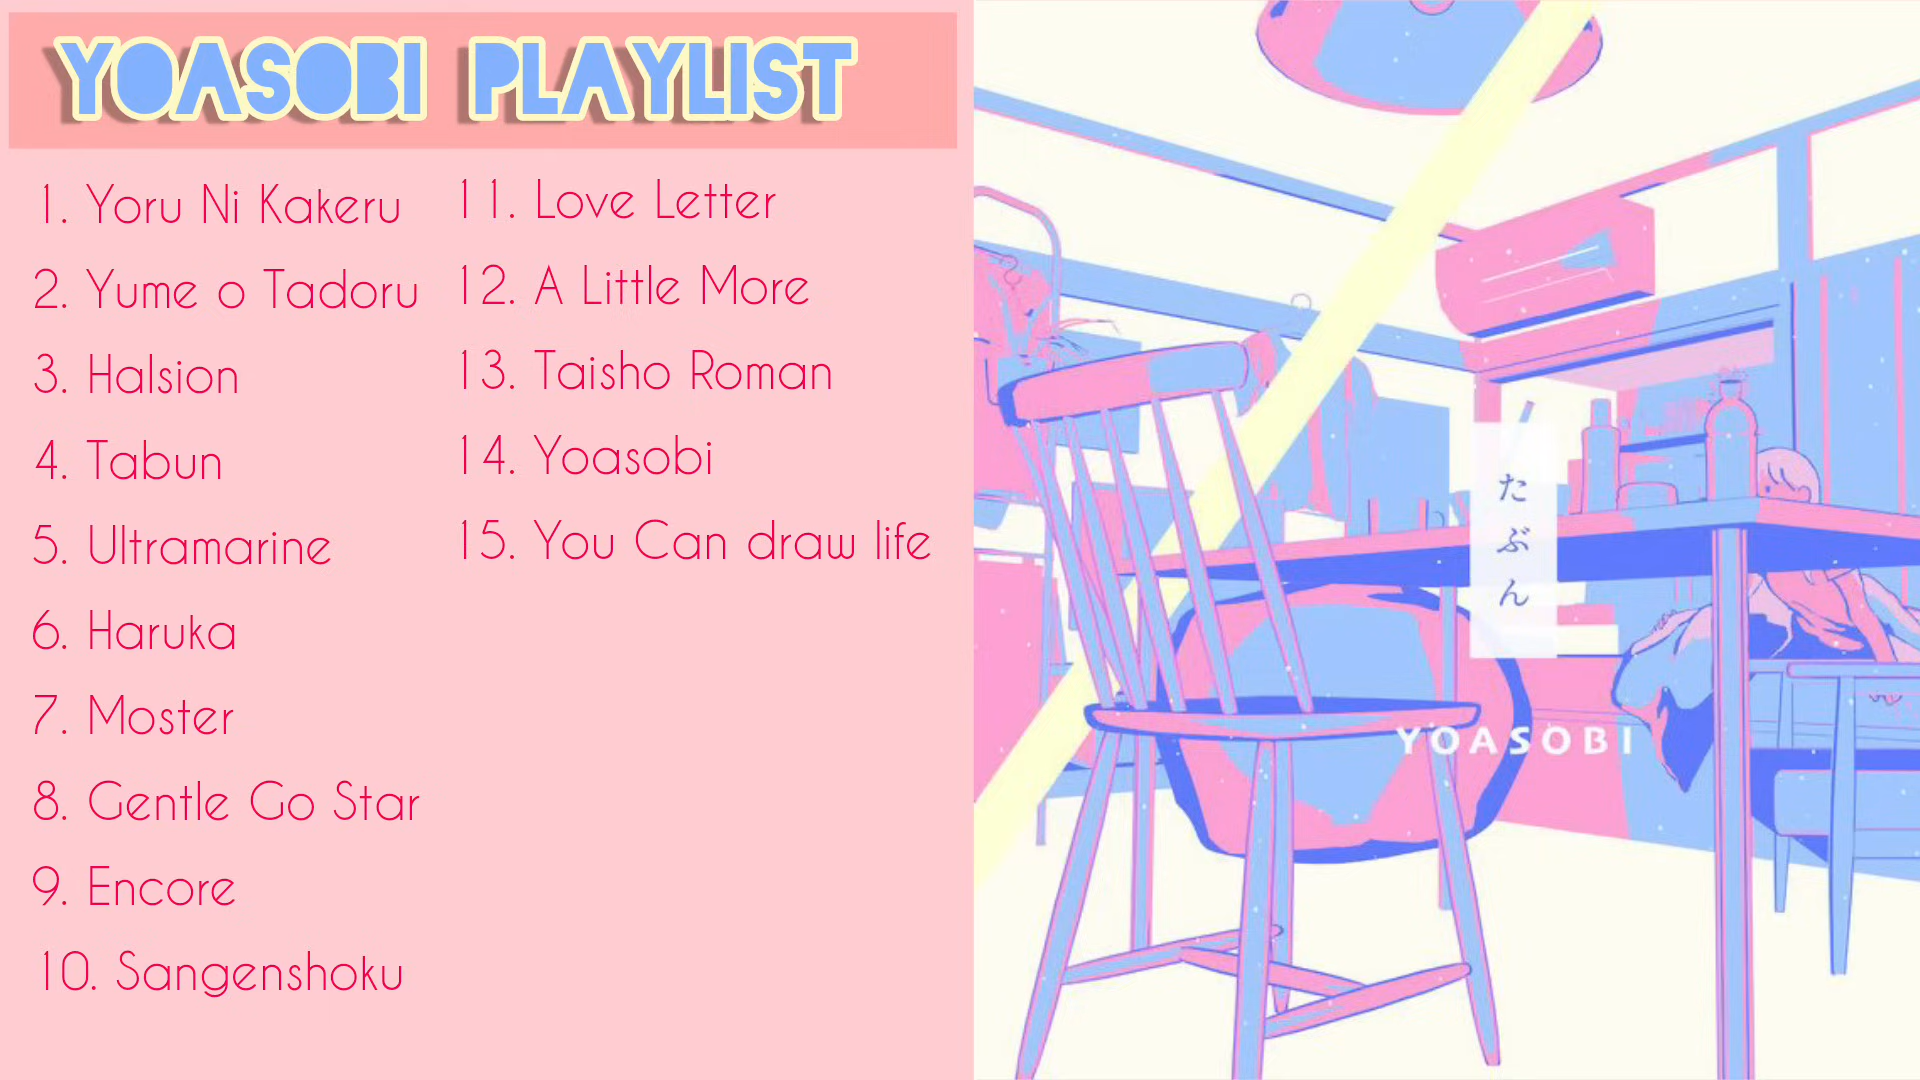 YOASOBI PLAYLIST
1. Yoru Ni Kakeru
2. Yume o Tadoru
3. Halsion
4. Tabun
5. Ultramarine
6. Haruka
7. Moster
8. Gentle Go Star
9. Encore
10. Sangenshoku
11. Love Letter
12. A Little More
13. Taisho Roman
14. Yoasobi
15. You Can draw life
たぶん
YOASOBI